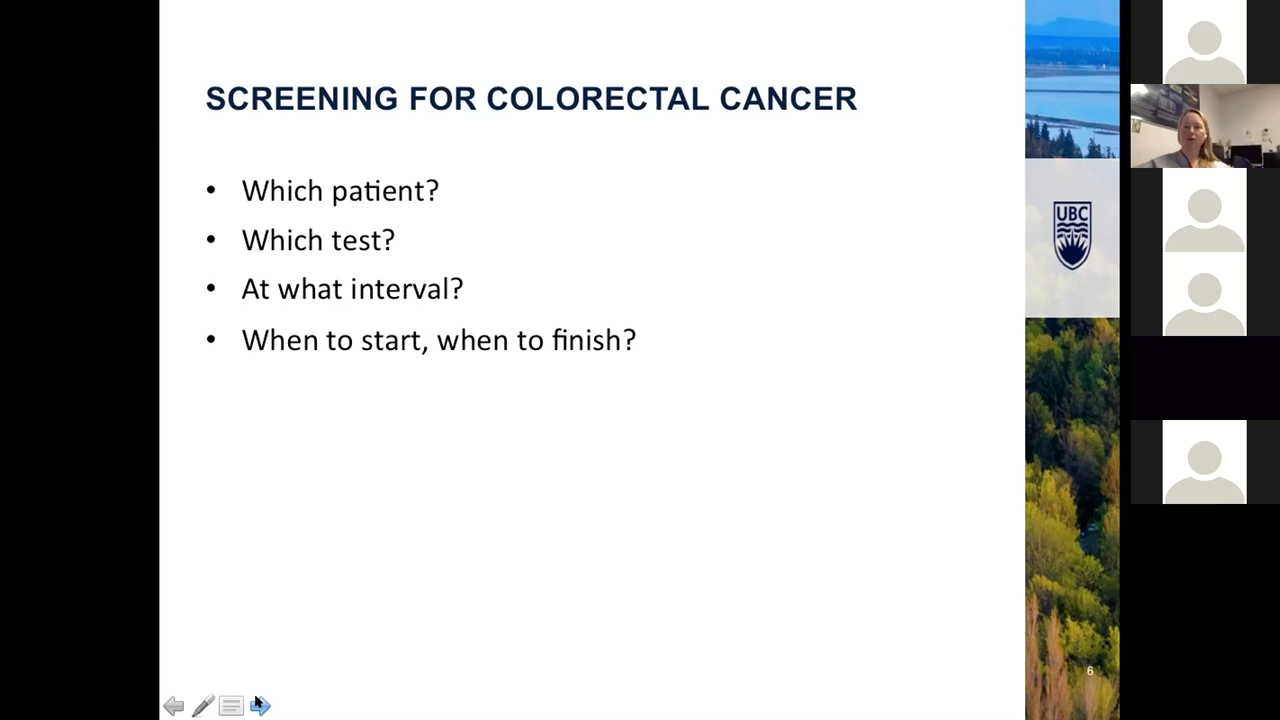 SCREENING FOR COLORECTAL CANCER
• Which patient?
• Which test?
• At what interval?
• When to start, when to finish?
UBC
6